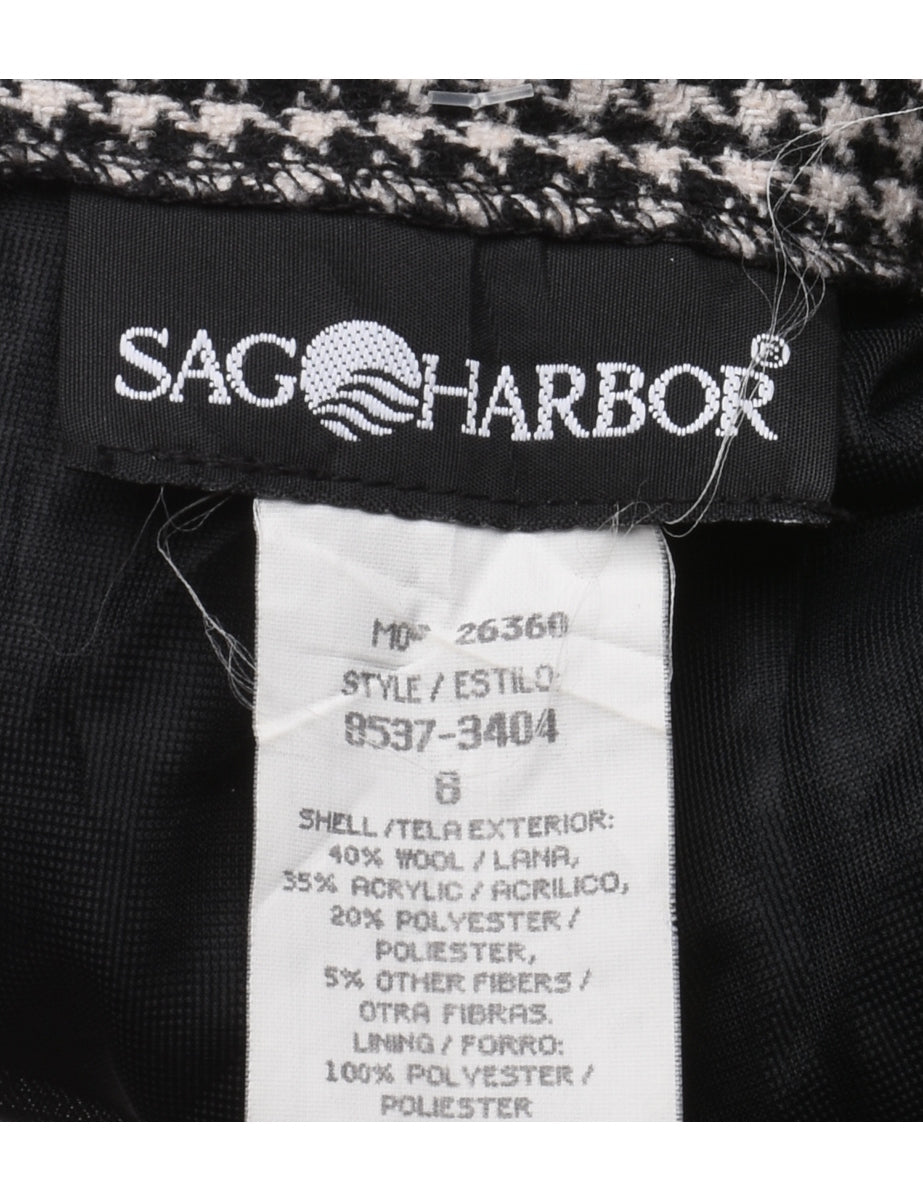 SAG HARBOR®
MO# 26360
STYLE / ESTILO:
8537-3404
8
SHELL / TELA EXTERIOR:
40% WOOL / LANA,
35% ACRYLIC / ACRILICO,
20% POLYESTER /
POLIESTER,
5% OTHER FIBERS /
OTRA FIBRAS.
LINING / FORRO:
100% POLYESTER /
POLIESTER